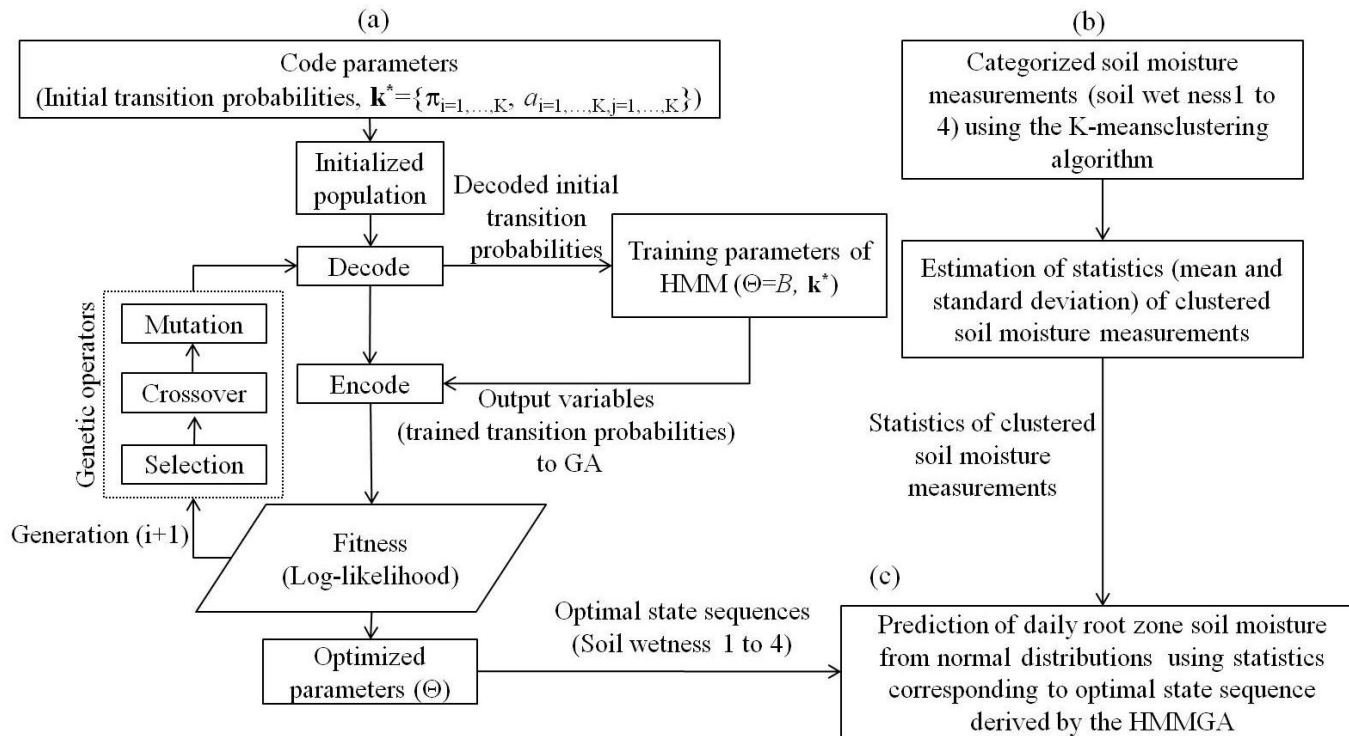 (a)
Code parameters
(Initial transition probabilities, k*={π i=1,...,K, a i=1,...,K,j=1,...,K})
Initialized
population
Decoded initial
transition
probabilities
Decode
Training parameters of
HMM (Θ=B, k*)
Genetic operators
Mutation
Crossover
Selection
Encode
Output variables
(trained transition probabilities)
to GA
Generation (i+1)
Fitness
(Log-likelihood)
Optimized
parameters (Θ)
Optimal state sequences
(Soil wetness 1 to 4)
(b)
Categorized soil moisture
measurements (soil wet ness1 to
4) using the K-meansclustering
algorithm
Estimation of statistics (mean and
standard deviation) of clustered
soil moisture measurements
Statistics of clustered
soil moisture
measurements
(c)
Prediction of daily root zone soil moisture
from normal distributions using statistics
corresponding to optimal state sequence
derived by the HMMGA